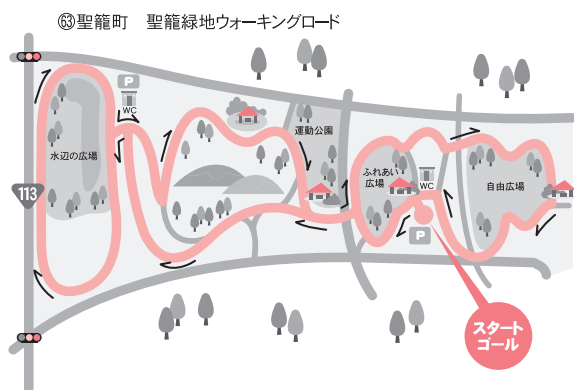 63聖籠町 聖籠緑地ウォーキングロード
P
WC
水辺の広場
運動公園
113
ふれあい
広場
WC
自由広場
P
スタート
ゴール